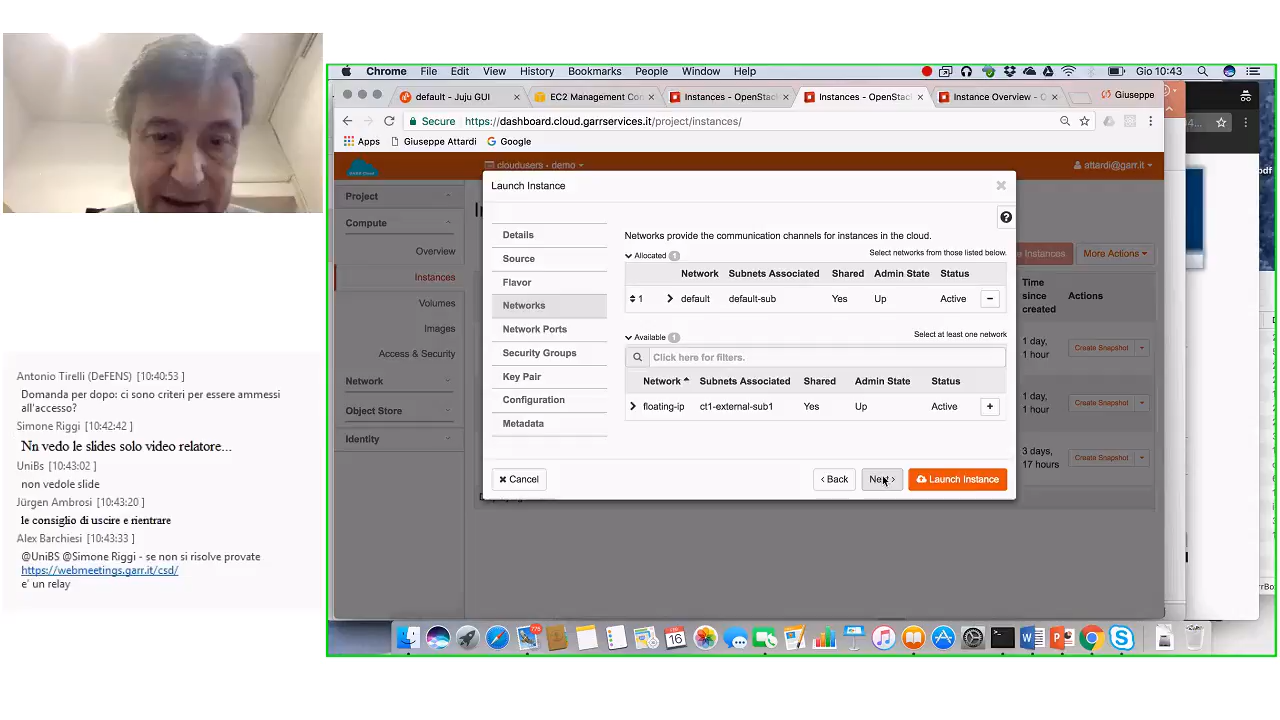 Chrome File Edit View History Bookmarks People Window Help Gio 10:43
default - Juju GUI
EC2 Management Con
Instances - OpenStack
Instances - OpenStack
Instance Overview - O
Giuseppe
Secure https://dashboard.cloud.garrservices.it/project/instances/
Apps Giuseppe Attardi Google
cloudusers · demo
attardi@garr.it
Project
Compute
Overview
Instances
Volumes
Images
Access & Security
Network
Object Store
Identity
Launch Instance
Details
Source
Flavor
Networks
Network Ports
Security Groups
Key Pair
Configuration
Metadata
Networks provide the communication channels for instances in the cloud.
Allocated 1 Select networks from those listed below.
Network Subnets Associated Shared Admin State Status
1 default default-sub Yes Up Active
Available 1 Select at least one network
Click here for filters.
Network Subnets Associated Shared Admin State Status
floating-ip ct1-external-sub1 Yes Up Active
Cancel
Back
Next
Launch Instance
Instances
More Actions
Time since created
Actions
1 day, 1 hour
Create Snapshot
1 day, 1 hour
Create Snapshot
3 days, 17 hours
Create Snapshot
pdf
775
16
Antonio Tirelli (DeFENS) [10:40:53 ]
Domanda per dopo: ci sono criteri per essere ammessi
all'accesso?
Simone Riggi [10:42:42 ]
Nn vedo le slides solo video relatore...
UniBs [10:43:02 ]
non vedole slide
Jürgen Ambrosi [10:43:20 ]
le consiglio di uscire e rientrare
Alex Barchiesi [10:43:33 ]
@UniBS @Simone Riggi - se non si risolve provate
https://webmeetings.garr.it/csd/
e' un relay